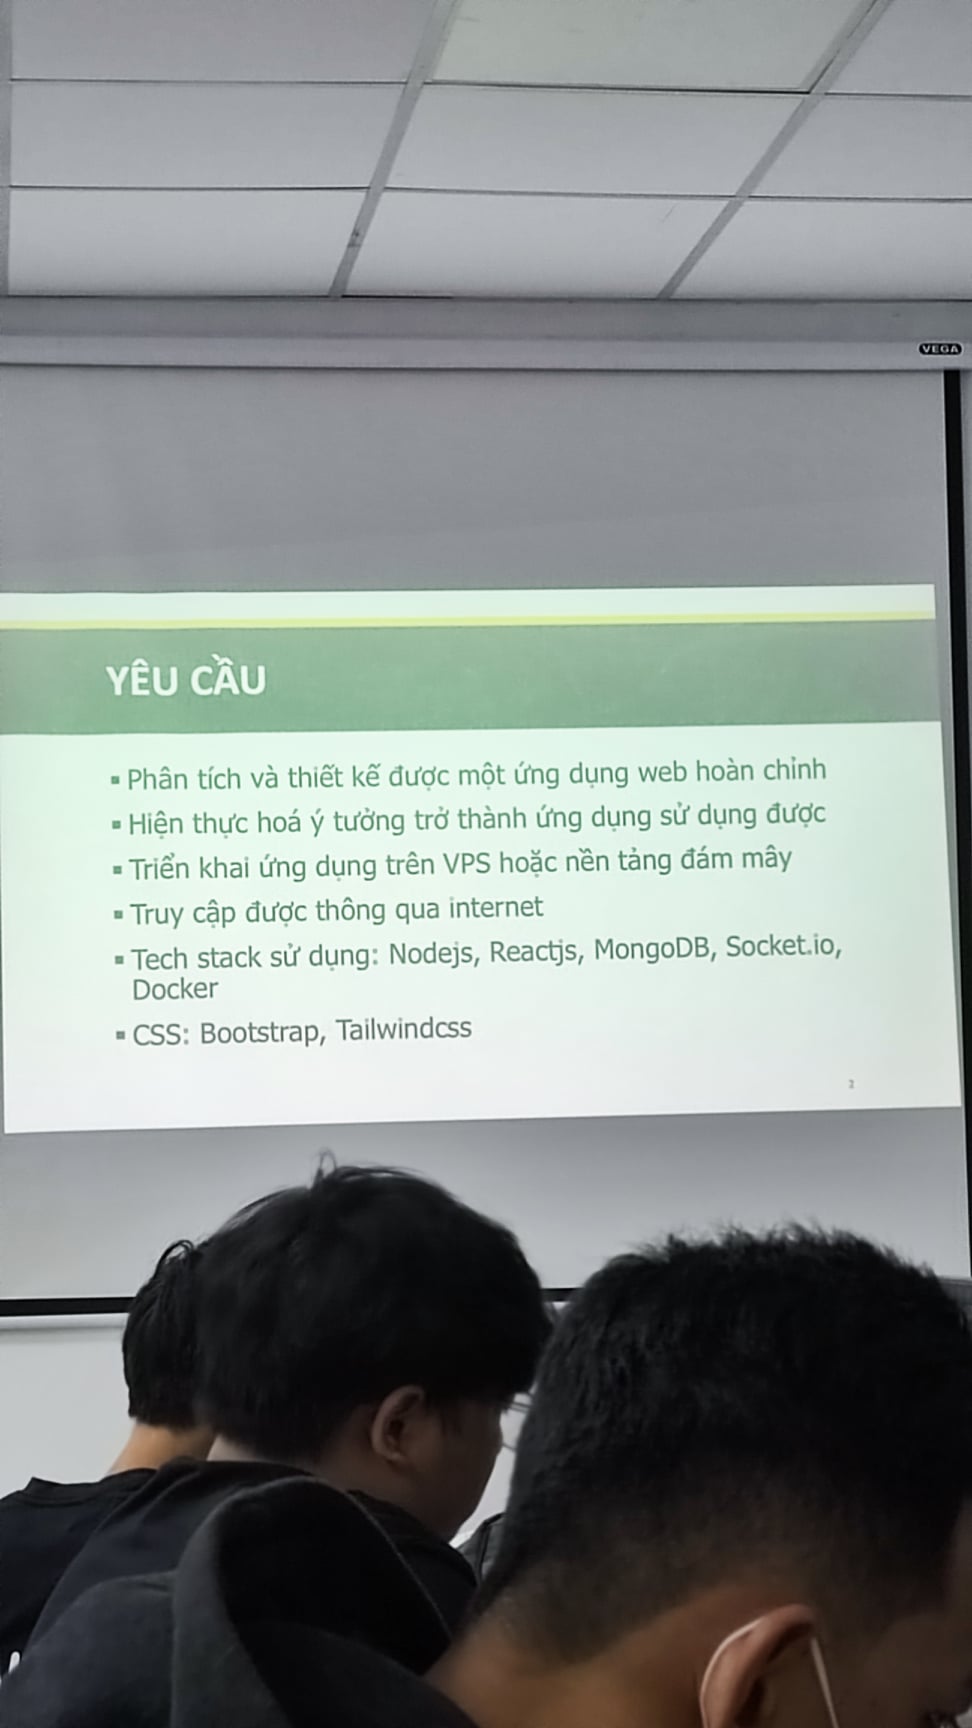 VEGA
YÊU CẦU
▪ Phân tích và thiết kế được một ứng dụng web hoàn chỉnh
▪ Hiện thực hoá ý tưởng trở thành ứng dụng sử dụng được
▪ Triển khai ứng dụng trên VPS hoặc nền tảng đám mây
▪ Truy cập được thông qua internet
▪ Tech stack sử dụng: Nodejs, Reactjs, MongoDB, Socket.io,
Docker
▪ CSS: Bootstrap, Tailwindcss
2